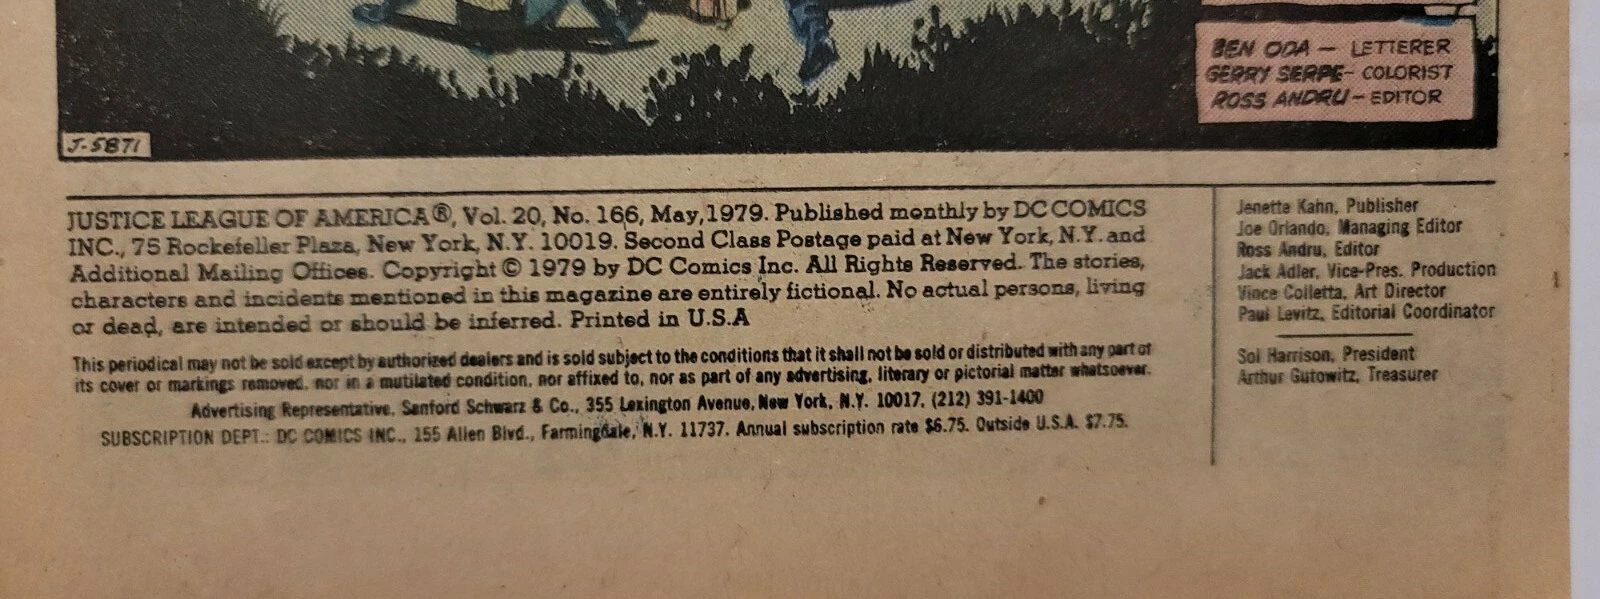 BEN ODA — LETTERER
GERRY SERPE — COLORIST
ROSS ANDRU — EDITOR
J-5871
JUSTICE LEAGUE OF AMERICA®, Vol. 20, No. 166, May, 1979. Published monthly by DC COMICS
INC., 75 Rockefeller Plaza, New York, N.Y. 10019. Second Class Postage paid at New York, N.Y. and
Additional Mailing Offices. Copyright © 1979 by DC Comics Inc. All Rights Reserved. The stories,
characters and incidents mentioned in this magazine are entirely fictional. No actual persons, living
or dead, are intended or should be inferred. Printed in U.S.A
This periodical may not be sold except by authorized dealers and is sold subject to the conditions that it shall not be sold or distributed with any part of
its cover or markings removed, nor in a mutilated condition, nor affixed to, nor as part of any advertising, literary or pictorial matter whatsoever.
Advertising Representative, Sanford Schwarz & Co., 355 Lexington Avenue, New York, N.Y. 10017, (212) 391-1400
SUBSCRIPTION DEPT.: DC COMICS INC., 155 Allen Blvd., Farmingdale, N.Y. 11737. Annual subscription rate $6.75. Outside U.S.A. $7.75.
Jenette Kahn, Publisher
Joe Orlando, Managing Editor
Ross Andru, Editor
Jack Adler, Vice-Pres. Production
Vince Colletta, Art Director
Paul Levitz, Editorial Coordinator
Sol Harrison, President
Arthur Gutowitz, Treasurer